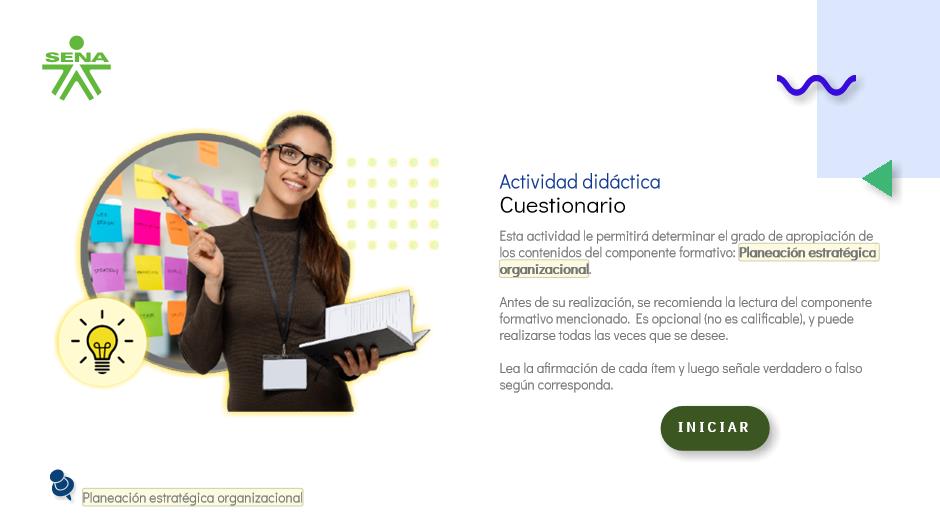 SENA
Actividad didáctica
Cuestionario
Esta actividad le permitirá determinar el grado de apropiación de
los contenidos del componente formativo: Planeación estratégica
organizacional.
Antes de su realización, se recomienda la lectura del componente
formativo mencionado. Es opcional (no es calificable), y puede
realizarse todas las veces que se desee.
Lea la afirmación de cada ítem y luego señale verdadero o falso
según corresponda.
INICIAR
Planeación estratégica organizacional